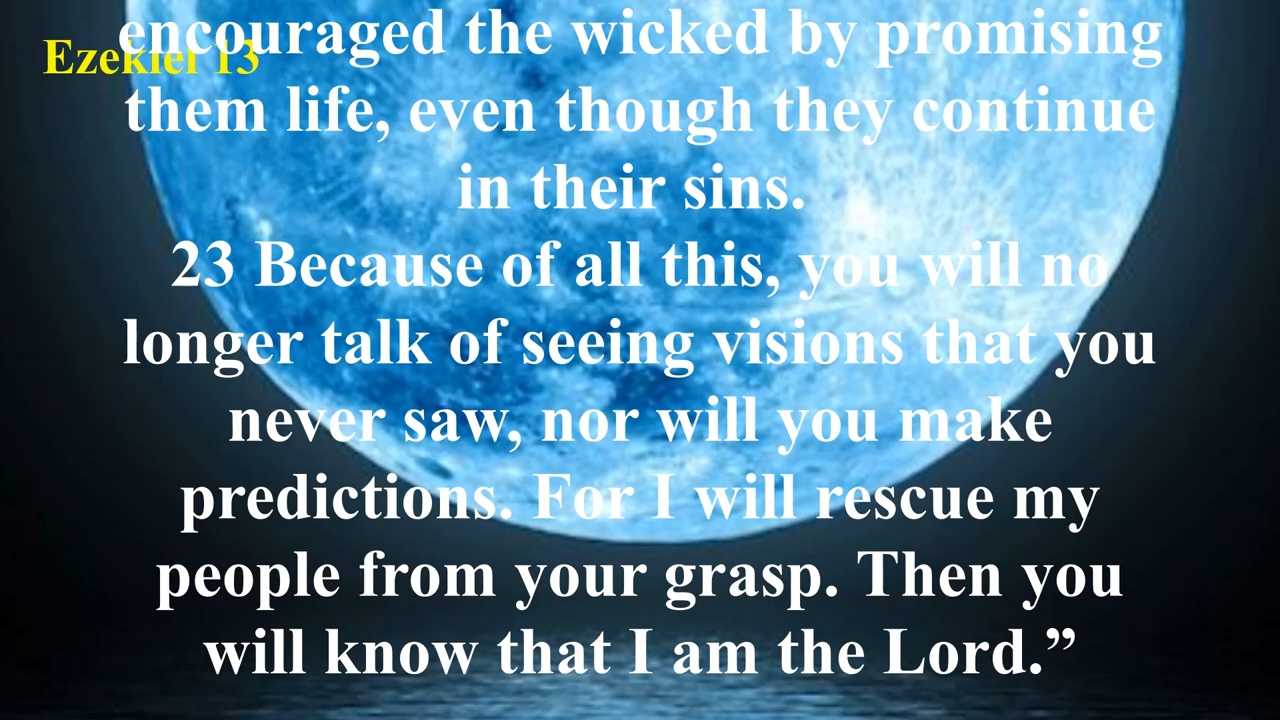 Ezekiel 13
encouraged the wicked by promising
them life, even though they continue
in their sins.
23 Because of all this, you will no
longer talk of seeing visions that you
never saw, nor will you make
predictions. For I will rescue my
people from your grasp. Then you
will know that I am the Lord.”